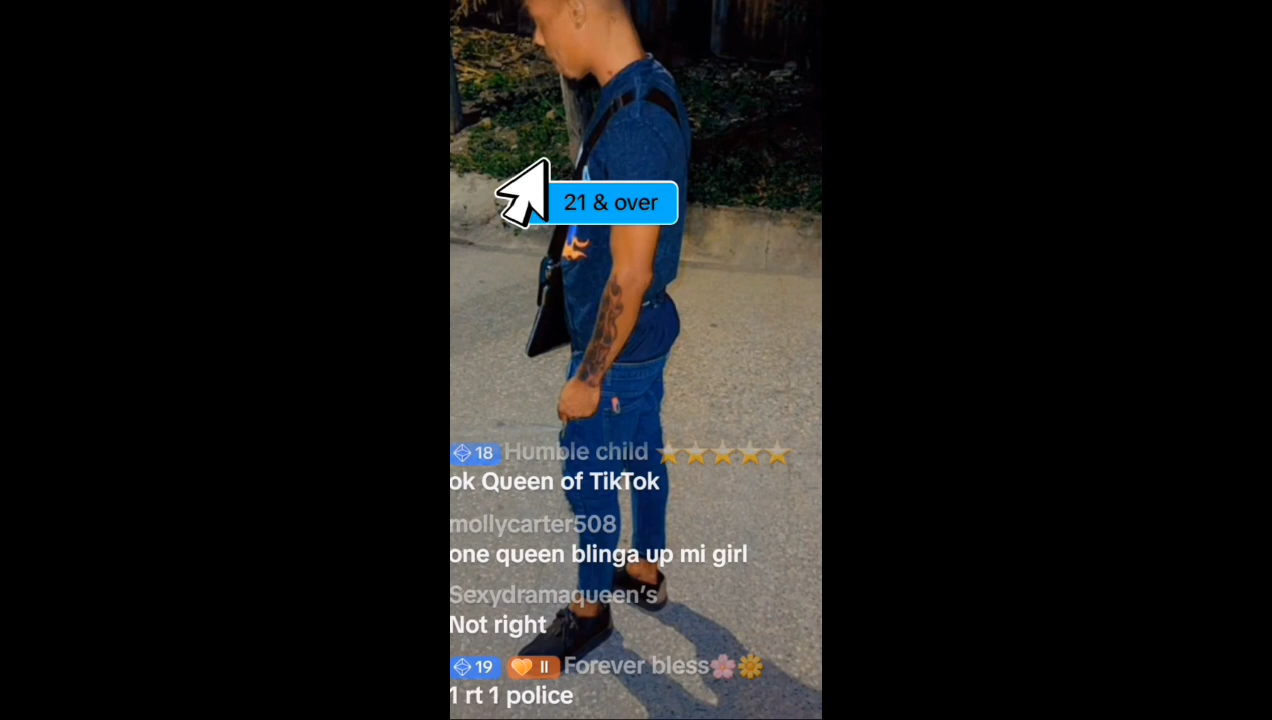 21 & over
18 Humble child ⭐⭐⭐⭐⭐
ok Queen of TikTok
mollycarter508
one queen blinga up mi girl
Sexydramaqueen’s
Not right
19 II Forever bless🌸🌼
1 rt 1 police